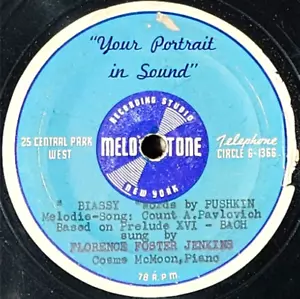 "Your Portrait
in Sound"
RECORDING STUDIO
25 CENTRAL PARK
WEST
MELO TONE
Telephone
CIRCLE 6-1366
NEW YORK
" BIASSY " Words by PUSHKIN
Melodie-Song: Count A.Pavlovich
Based on Prelude XVI - BACH
sung by
FLORENCE FOSTER JENKINS
Cosme McMoon,Piano
78 R.P.M.